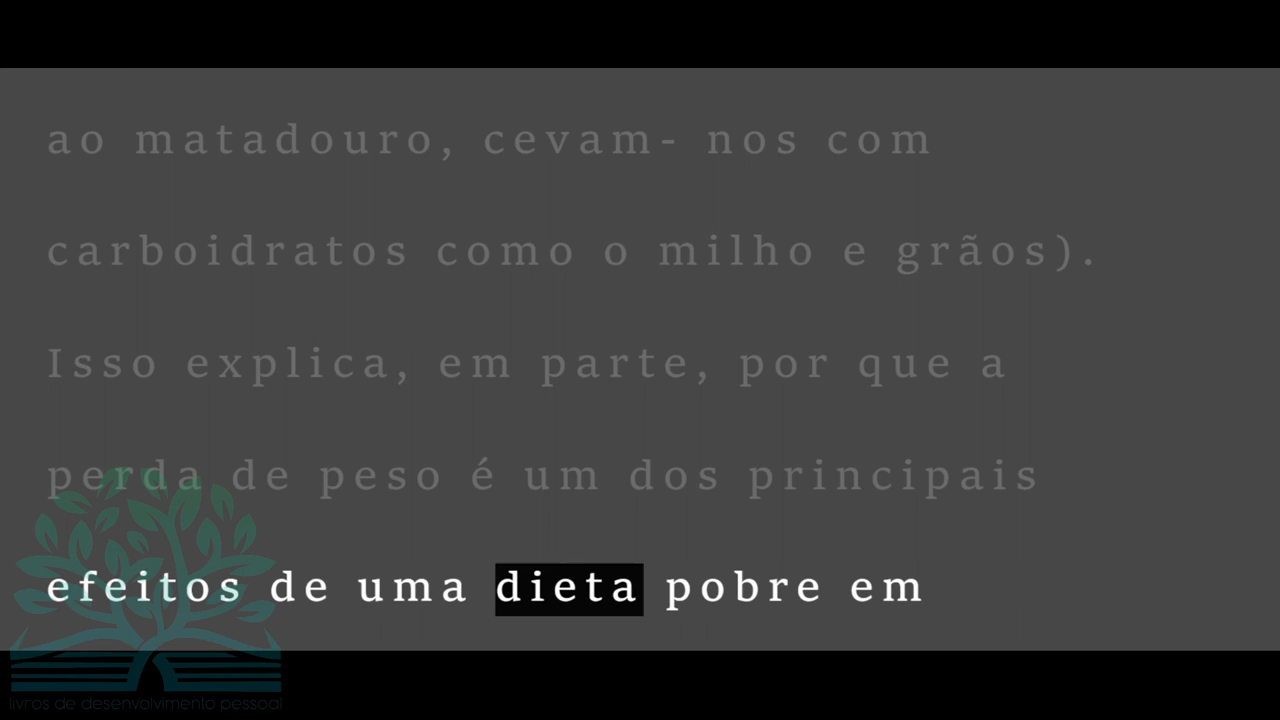 ao matadouro, cevam- nos com
carboidratos como o milho e grãos).
Isso explica, em parte, por que a
perda de peso é um dos principais
efeitos de uma dieta pobre em
livros de desenvolvimento pessoal